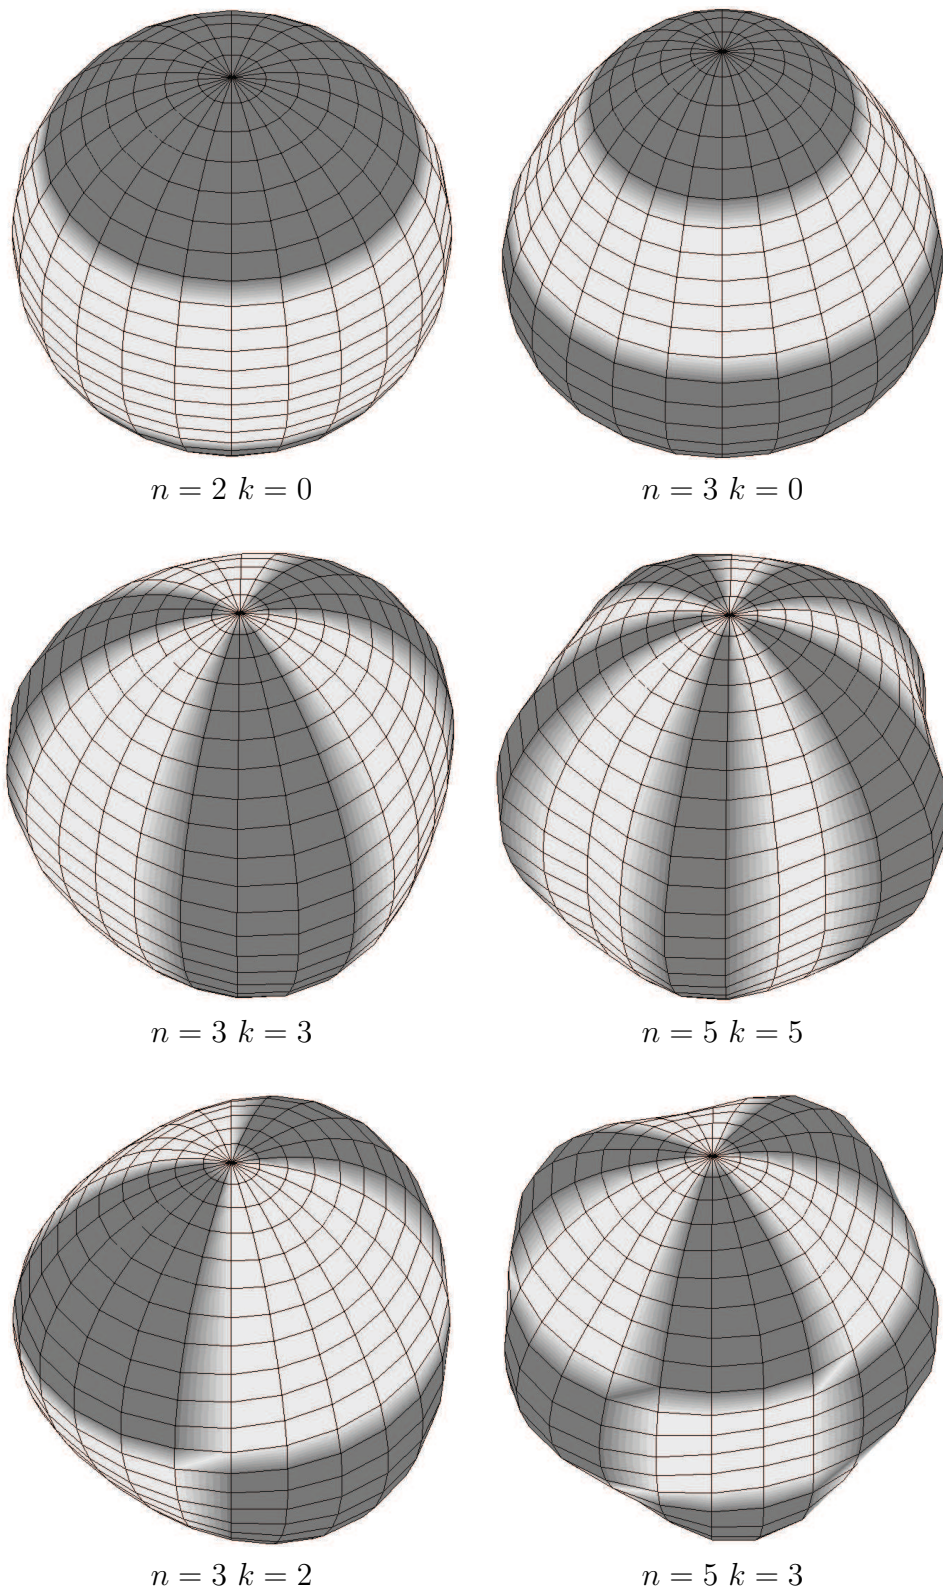 n = 2 k = 0
n = 3 k = 0
n = 3 k = 3
n = 5 k = 5
n = 3 k = 2
n = 5 k = 3